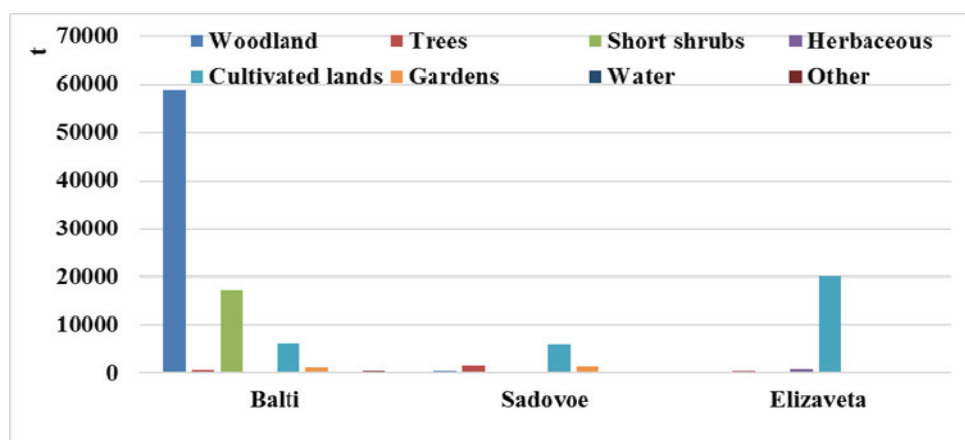 t
70000
60000
50000
40000
30000
20000
10000
0
Woodland Trees Short shrubs Herbaceous
Cultivated lands Gardens Water Other
Balti Sadovoe Elizaveta